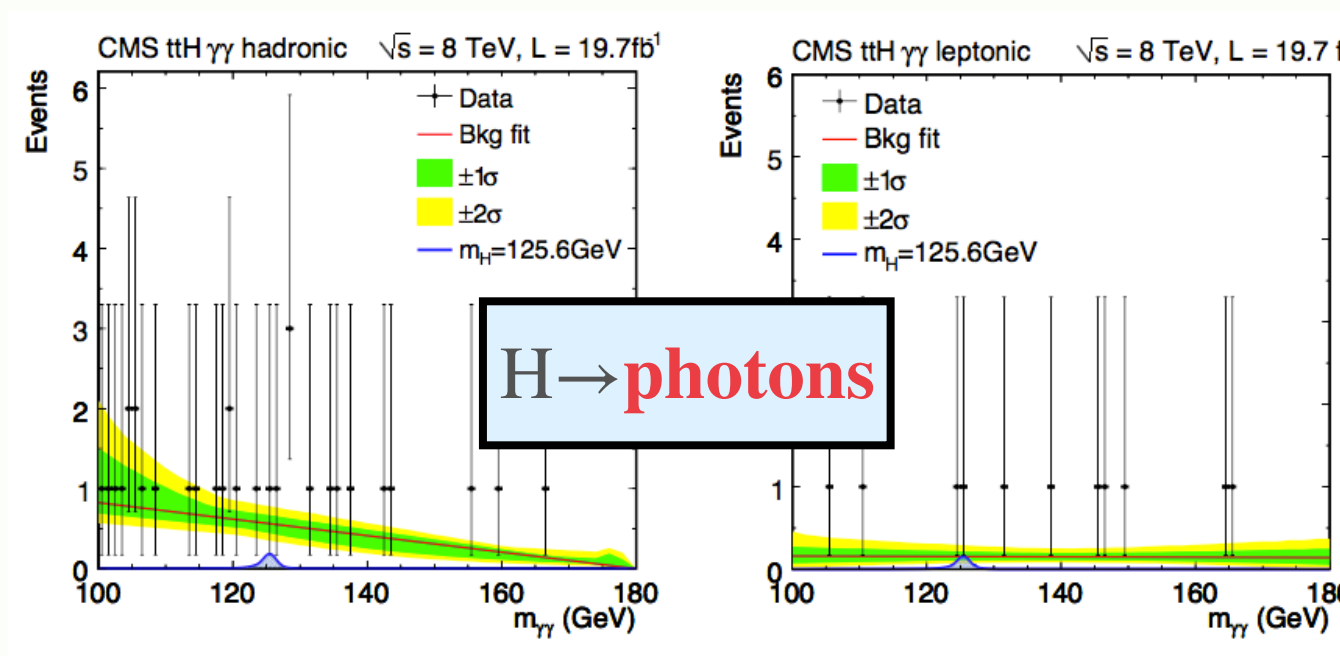 CMS ttH γγ hadronic √s = 8 TeV, L = 19.7fb⁻¹
Events
6
5
4
3
2
1
0
Data
Bkg fit
±1σ
±2σ
m_H=125.6GeV
100 120 140 160 180
m_γγ (GeV)
H→photons
CMS ttH γγ leptonic √s = 8 TeV, L = 19.7 f
Events
6
5
4
1
0
Data
Bkg fit
±1σ
±2σ
m_H=125.6GeV
100 120 140 160 180
m_γγ (GeV)